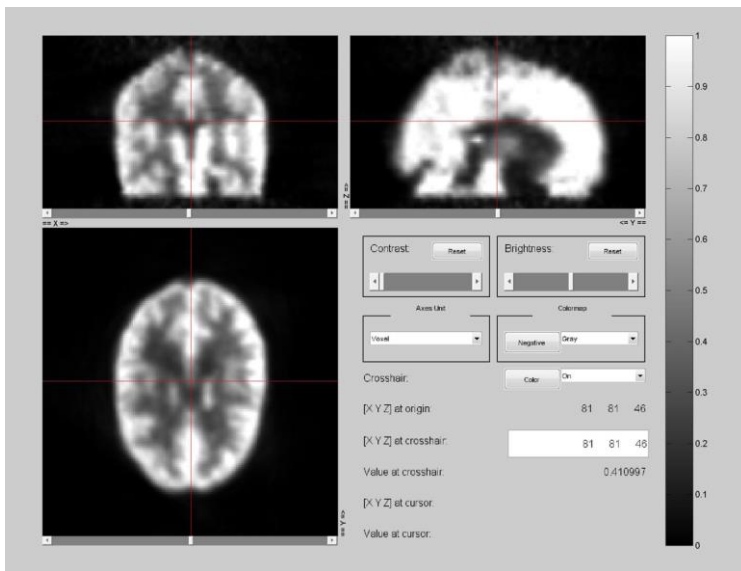 1
0.9
0.8
0.7
0.6
0.5
0.4
0.3
0.2
0.1
0
== Z =>
== X =>
<= Y ==
== Y =>
Contrast: Reset
Brightness: Reset
Axes Unit
Voxel
Colormap
Negative Gray
Crosshair: Color On
[X Y Z] at origin: 81 81 46
[X Y Z] at crosshair: 81 81 46
Value at crosshair: 0.410997
[X Y Z] at cursor:
Value at cursor: